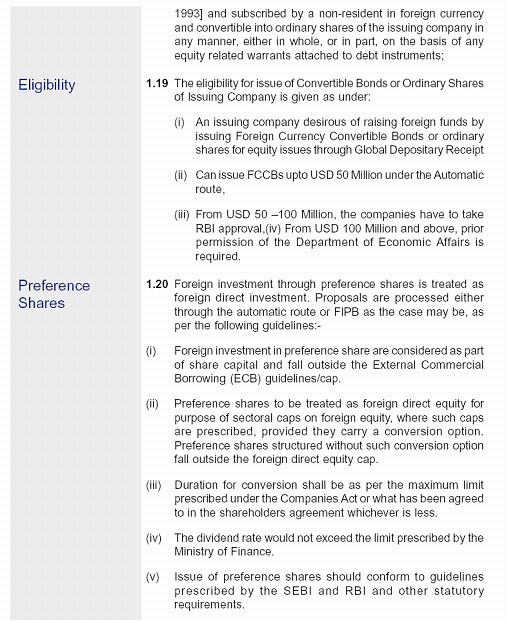 1993] and subscribed by a non-resident in foreign currency
and convertible into ordinary shares of the issuing company in
any manner, either in whole, or in part, on the basis of any
equity related warrants attached to debt instruments;
Eligibility
1.19 The eligibility for issue of Convertible Bonds or Ordinary Shares
of Issuing Company is given as under:
(i) An issuing company desirous of raising foreign funds by
issuing Foreign Currency Convertible Bonds or ordinary
shares for equity issues through Global Depositary Receipt
(ii) Can issue FCCBs upto USD 50 Million under the Automatic
route,
(iii) From USD 50 –100 Million, the companies have to take
RBI approval,(iv) From USD 100 Million and above, prior
permission of the Department of Economic Affairs is
required.
Preference
Shares
1.20 Foreign investment through preference shares is treated as
foreign direct investment. Proposals are processed either
through the automatic route or FIPB as the case may be, as
per the following guidelines:-
(i) Foreign investment in preference share are considered as part
of share capital and fall outside the External Commercial
Borrowing (ECB) guidelines/cap.
(ii) Preference shares to be treated as foreign direct equity for
purpose of sectoral caps on foreign equity, where such caps
are prescribed, provided they carry a conversion option.
Preference shares structured without such conversion option
fall outside the foreign direct equity cap.
(iii) Duration for conversion shall be as per the maximum limit
prescribed under the Companies Act or what has been agreed
to in the shareholders agreement whichever is less.
(iv) The dividend rate would not exceed the limit prescribed by the
Ministry of Finance.
(v) Issue of preference shares should conform to guidelines
prescribed by the SEBI and RBI and other statutory
requirements.